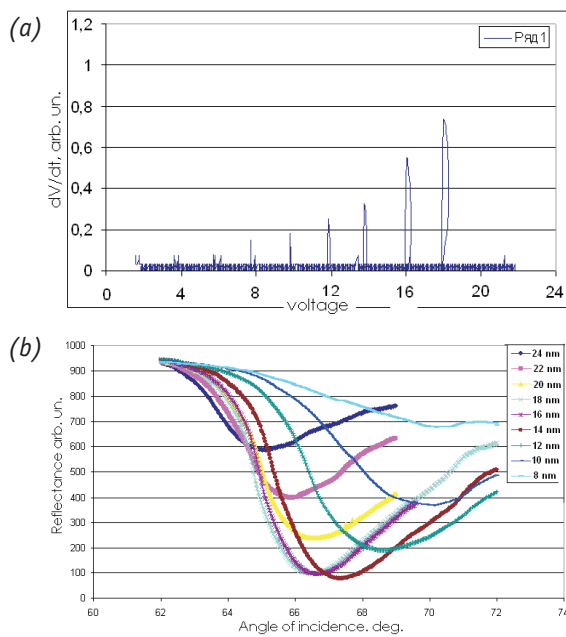 (a)
1,2
1
0,8
0,6
0,4
0,2
0
dV/dt, arb. un.
Ряд1
4 8 12 16 20 24
voltage
(b)
1000
900
800
700
600
500
400
300
200
100
0
Reflectance arb. un.
24 nm
22 nm
20 nm
18 nm
16 nm
14 nm
12 nm
10 nm
8 nm
60 62 64 66 68 70 72 74
Angle of incidence. deg.